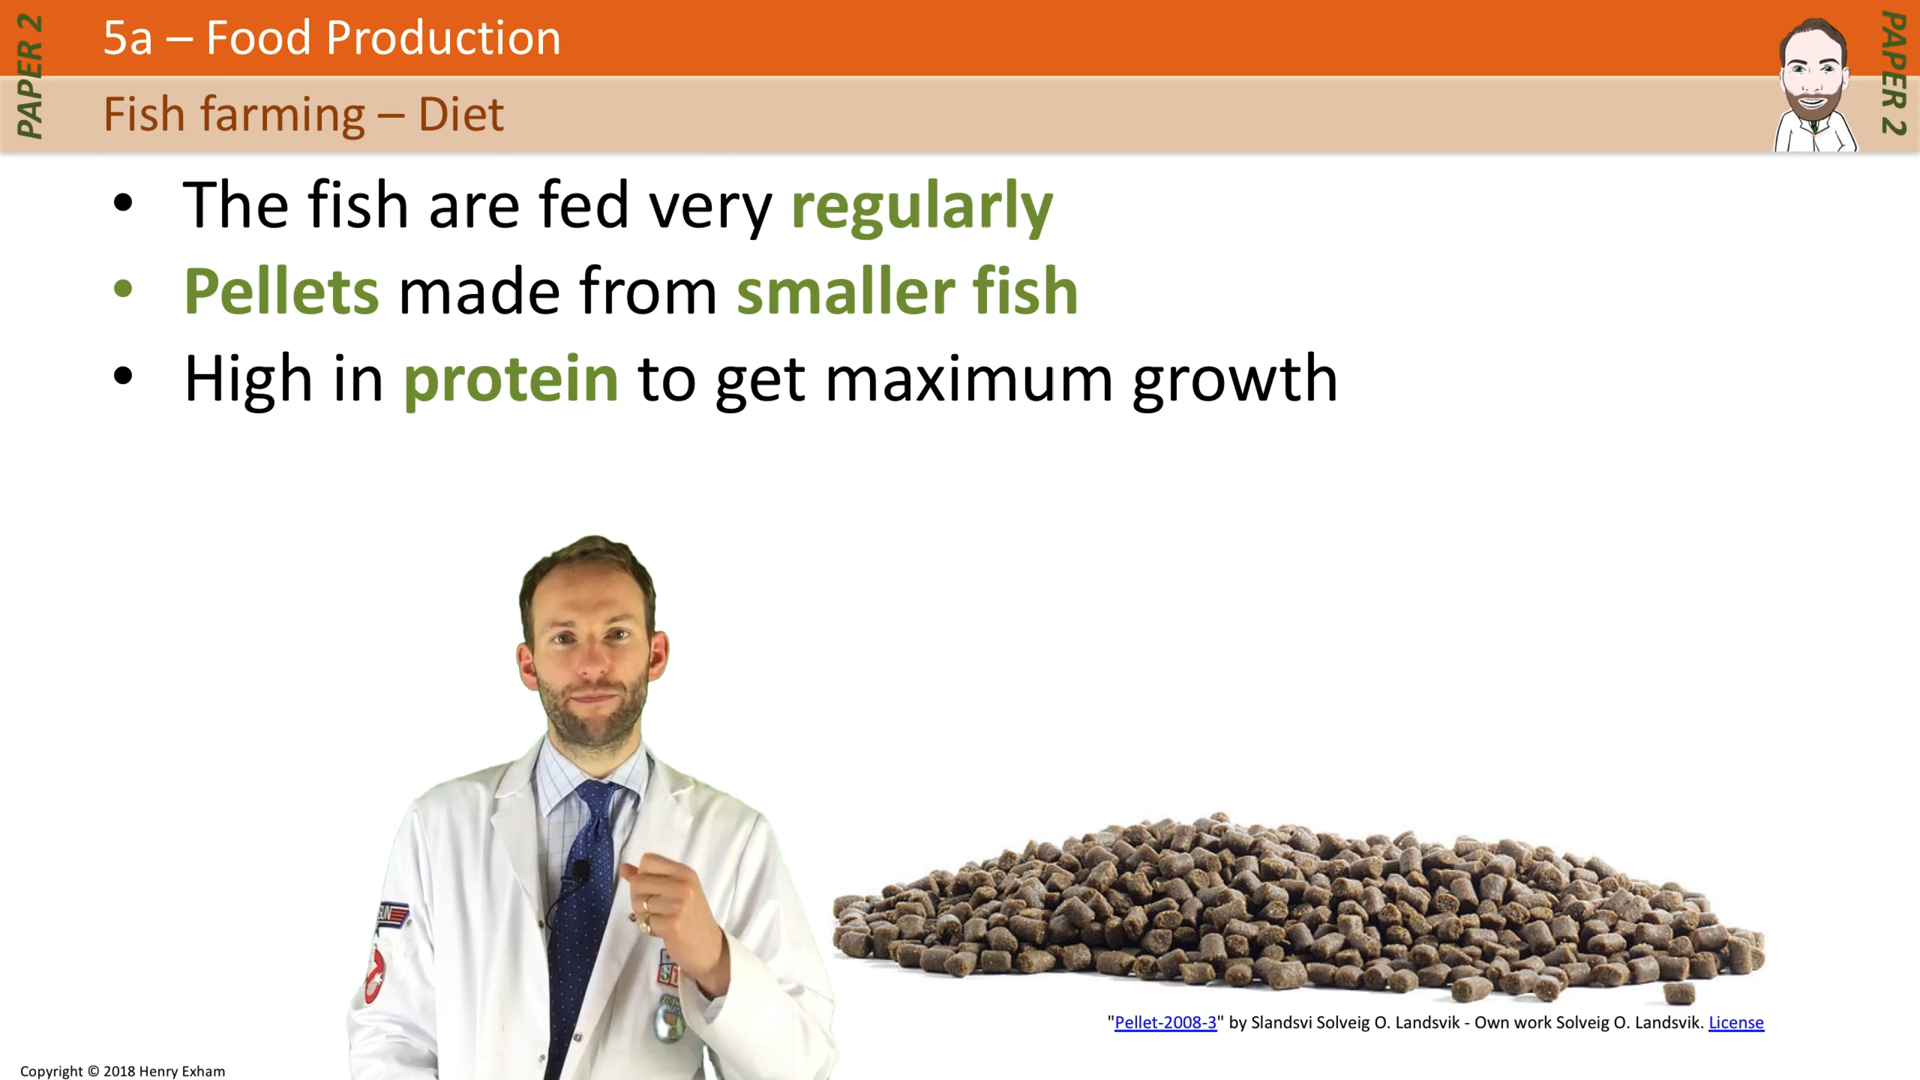 PAPER 2
5a – Food Production
PAPER 2
Fish farming – Diet
• The fish are fed very regularly
• Pellets made from smaller fish
• High in protein to get maximum growth
"Pellet-2008-3" by Slandsvi Solveig O. Landsvik - Own work Solveig O. Landsvik. License
Copyright © 2018 Henry Exham